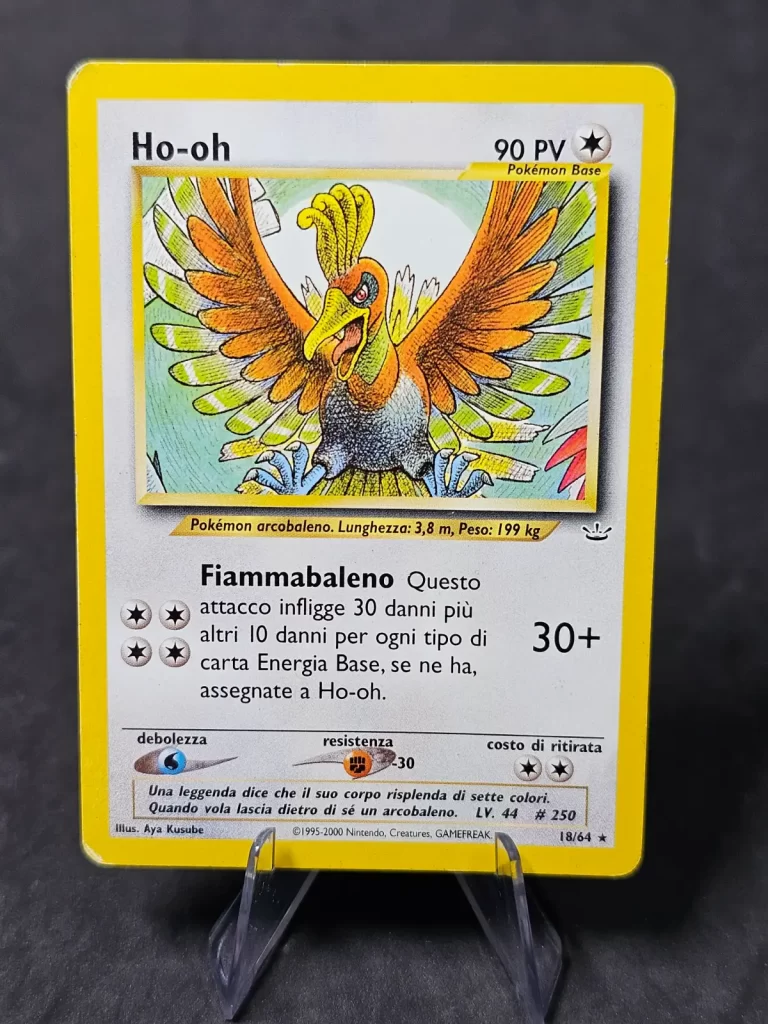 Ho-oh
90 PV
Pokémon Base
Pokémon arcobaleno. Lunghezza: 3,8 m, Peso: 199 kg
Fiammabaleno Questo
attacco infligge 30 danni più
altri 10 danni per ogni tipo di
carta Energia Base, se ne ha,
assegnate a Ho-oh.
30+
debolezza
resistenza
-30
costo di ritirata
Una leggenda dice che il suo corpo risplenda di sette colori.
Quando vola lascia dietro di sé un arcobaleno. LV. 44 # 250
Illus. Aya Kusube
©1995-2000 Nintendo, Creatures, GAMEFREAK.
18/64 ★